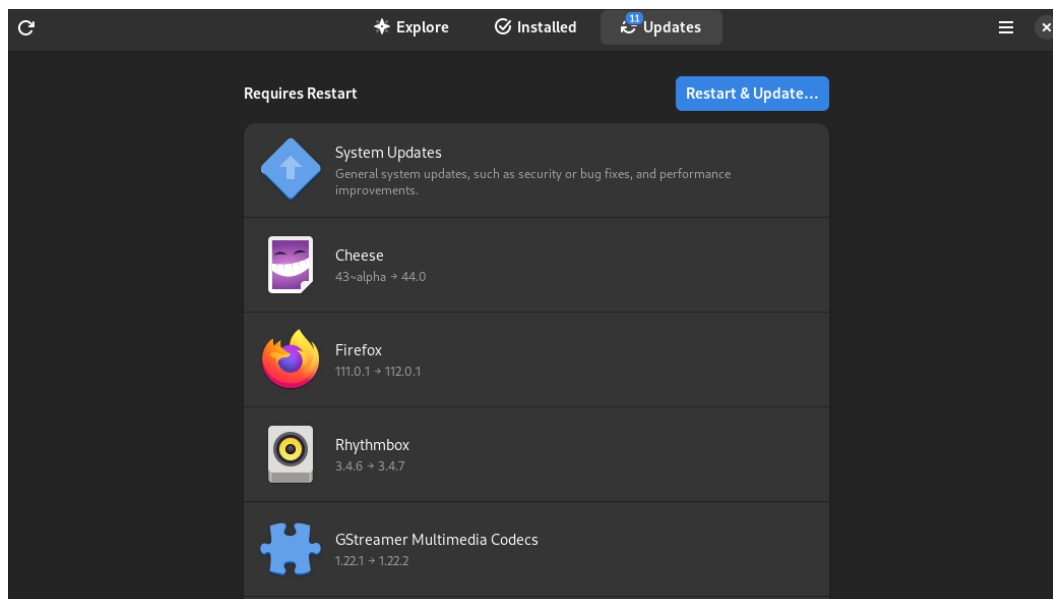 Explore
Installed
11
Updates
Requires Restart
Restart & Update...
System Updates
General system updates, such as security or bug fixes, and performance
improvements.
Cheese
43~alpha → 44.0
Firefox
111.0.1 → 112.0.1
Rhythmbox
3.4.6 → 3.4.7
GStreamer Multimedia Codecs
1.22.1 → 1.22.2